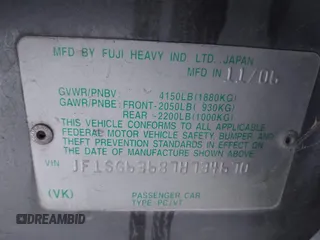 MFD BY FUJI HEAVY IND LTD. JAPAN
MFD IN 11/06
GVWR/PNBV 4150LB(1880KG)
GAWR/PNBE: FRONT-2050LB( 930KG)
REAR -2200LB(1000KG)
THIS VEHICLE CONFORMS TO ALL APPLICABLE
FEDERAL MOTOR VEHICLE SAFETY BUMPER, AND
THEFT PREVENTION STANDARDS IN EFFECT ON
THE DATE OF MANUFACTURE SHOWN ABOVE
VIN
(VK) PASSENGER CAR
TYPE
DREAMBID